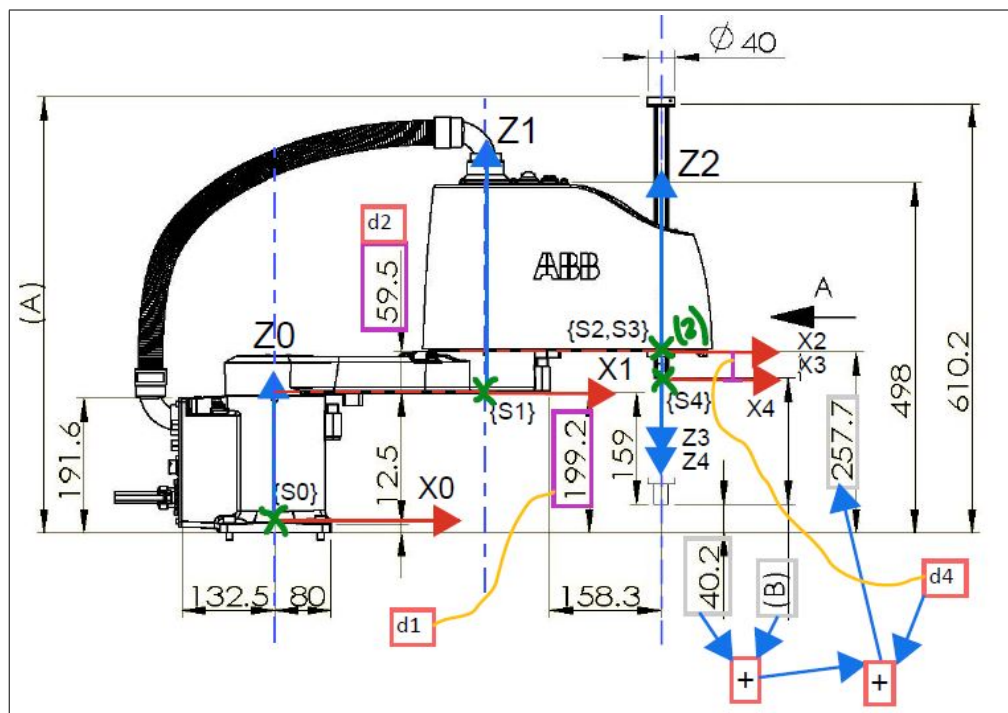 Ø 40
Z1
Z2
d2
59.5
ABB
A
(A)
{S2,S3}
(2)
X2
X3
Z0
X1
{S1}
{S4}
X4
498
610.2
191.6
{S0}
X0
12.5
199.2
159
Z3
Z4
257.7
132.5
80
158.3
40.2
(B)
d4
d1
+
+